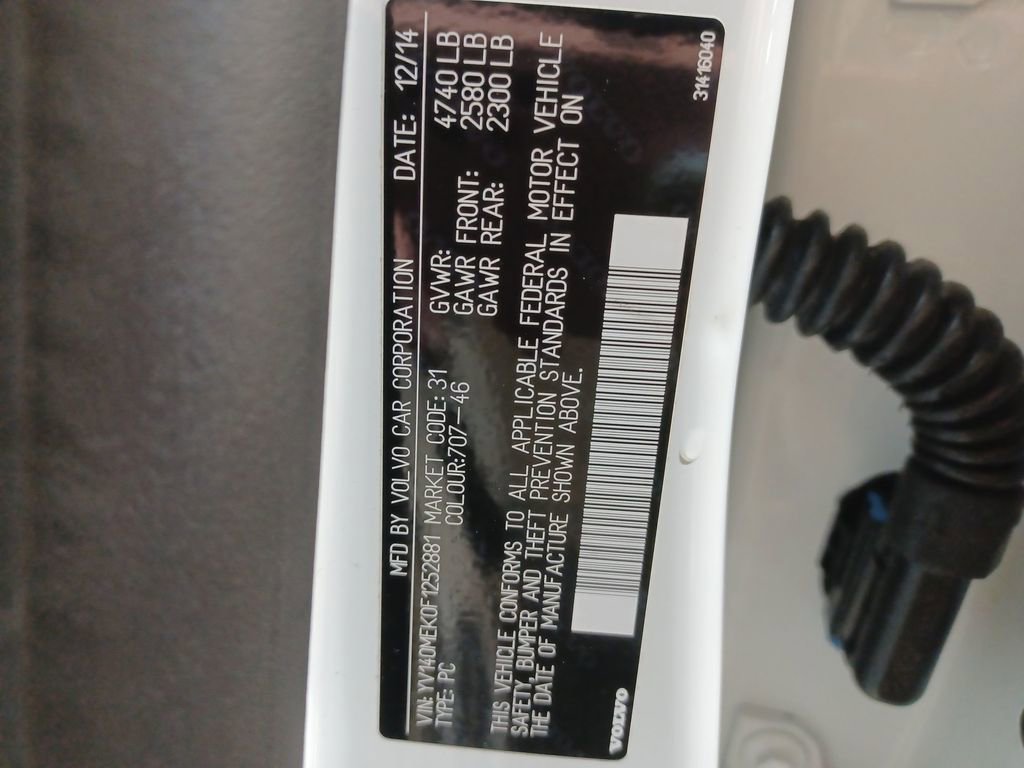 MFD BY VOLVO CAR CORPORATION DATE: 12/14
VIN: YV140MEK0F1252881 MARKET CODE: 31 GVWR: 4740 LB
TYPE: PC COLOUR: 707-46 GAWR FRONT: 2580 LB
GAWR REAR: 2300 LB
THIS VEHICLE CONFORMS TO ALL APPLICABLE FEDERAL MOTOR VEHICLE
SAFETY, BUMPER AND THEFT PREVENTION STANDARDS IN EFFECT ON
THE DATE OF MANUFACTURE SHOWN ABOVE.
VOLVO 31416040